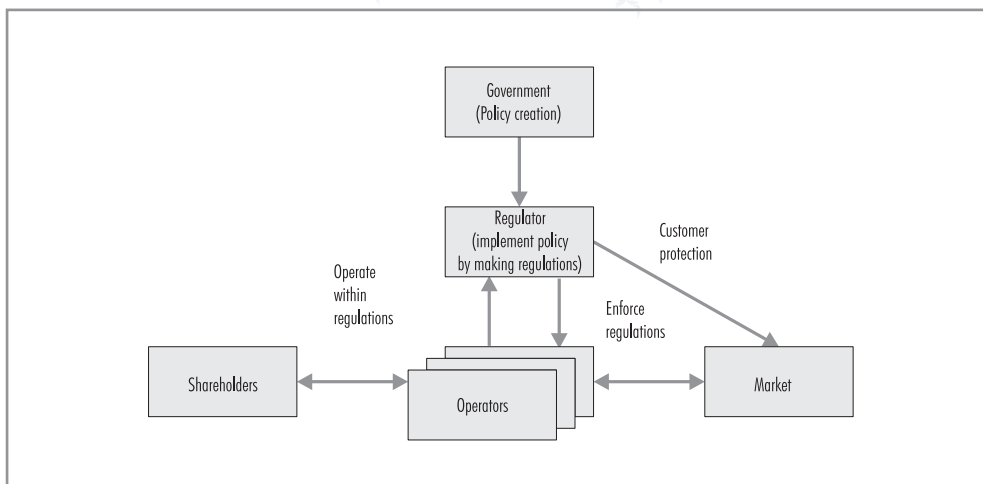 Government
(Policy creation)
Regulator
(implement policy
by making regulations)
Customer
protection
Operate
within
regulations
Enforce
regulations
Shareholders
Operators
Market